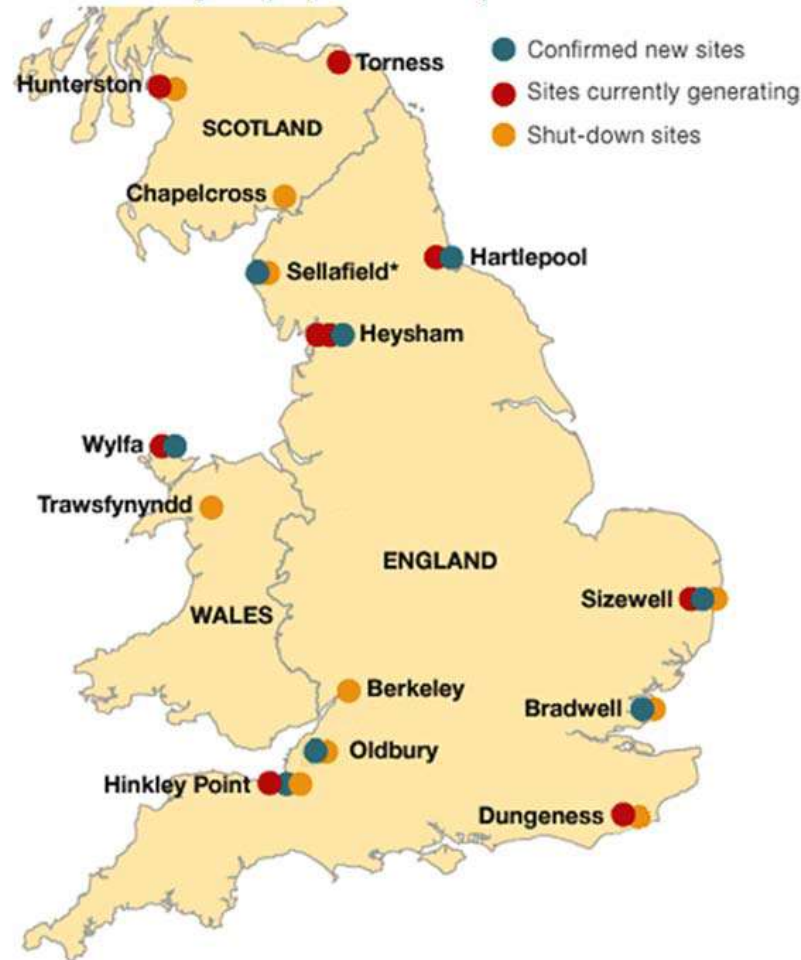 Torness
Confirmed new sites
Hunterston
Sites currently generating
SCOTLAND
Shut-down sites
Chapelcross
Hartlepool
Sellafield*
Heysham
Wylfa
Trawsfynyndd
ENGLAND
Sizewell
WALES
Berkeley
Bradwell
Oldbury
Hinkley Point
Dungeness